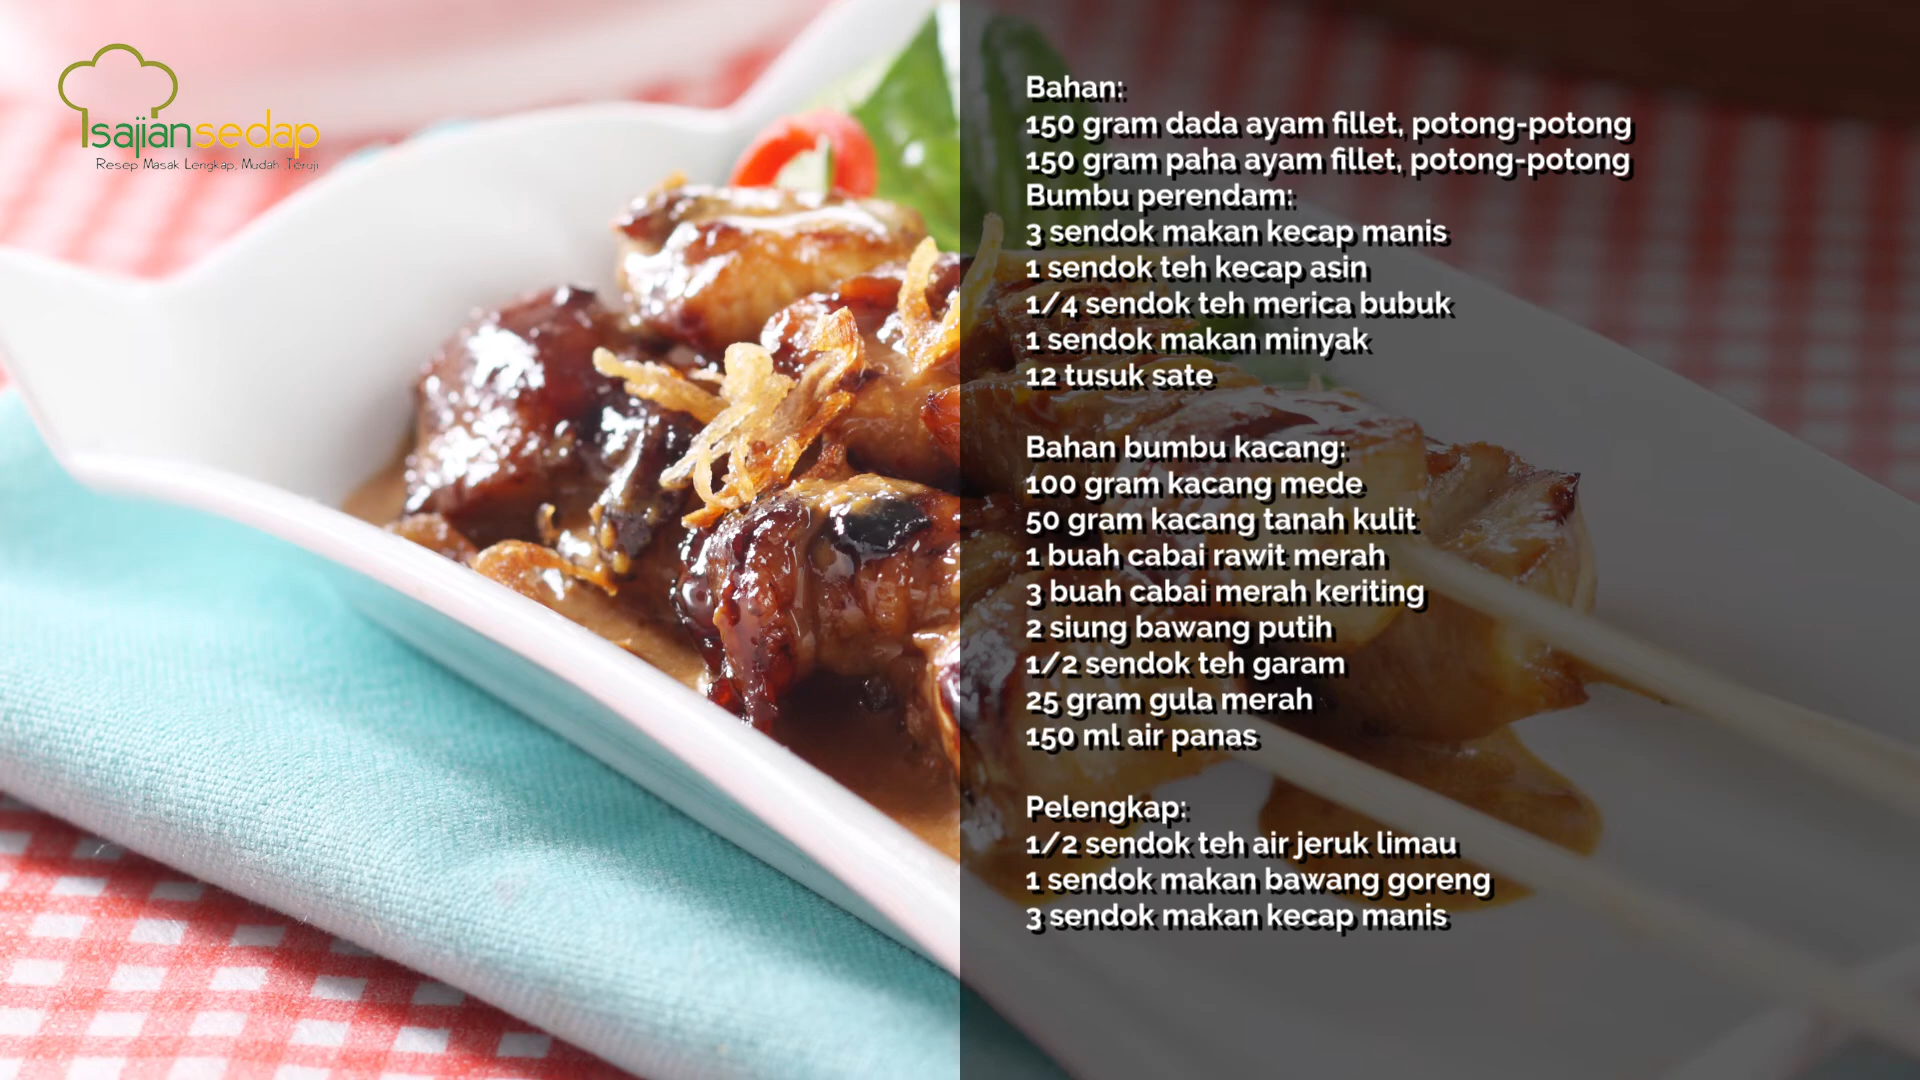 sajiansedap
Resep Masak Lengkap, Mudah Teruji
Bahan:
150 gram dada ayam fillet, potong-potong
150 gram paha ayam fillet, potong-potong
Bumbu perendam:
3 sendok makan kecap manis
1 sendok teh kecap asin
1/4 sendok teh merica bubuk
1 sendok makan minyak
12 tusuk sate
Bahan bumbu kacang:
100 gram kacang mede
50 gram kacang tanah kulit
1 buah cabai rawit merah
3 buah cabai merah keriting
2 siung bawang putih
1/2 sendok teh garam
25 gram gula merah
150 ml air panas
Pelengkap:
1/2 sendok teh air jeruk limau
1 sendok makan bawang goreng
3 sendok makan kecap manis